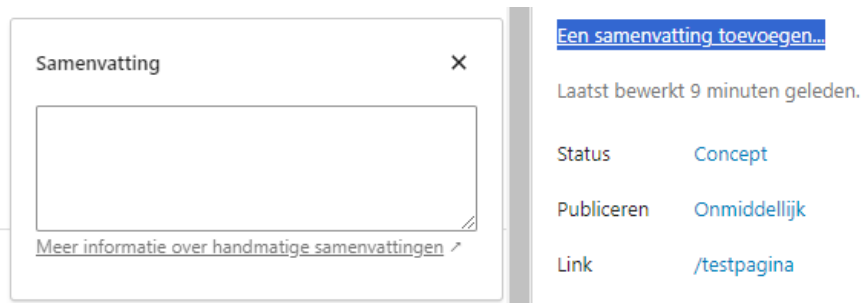 Samenvatting ×
Meer informatie over handmatige samenvattingen ↗
Een samenvatting toevoegen...
Laatst bewerkt 9 minuten geleden.
Status Concept
Publiceren Onmiddellijk
Link /testpagina